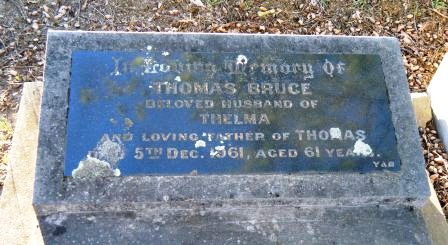 In Loving Memory Of
THOMAS BRUCE
BELOVED HUSBAND OF
THELMA
AND LOVING FATHER OF THOMAS
5TH DEC. 1961, AGED 61 YEARS.